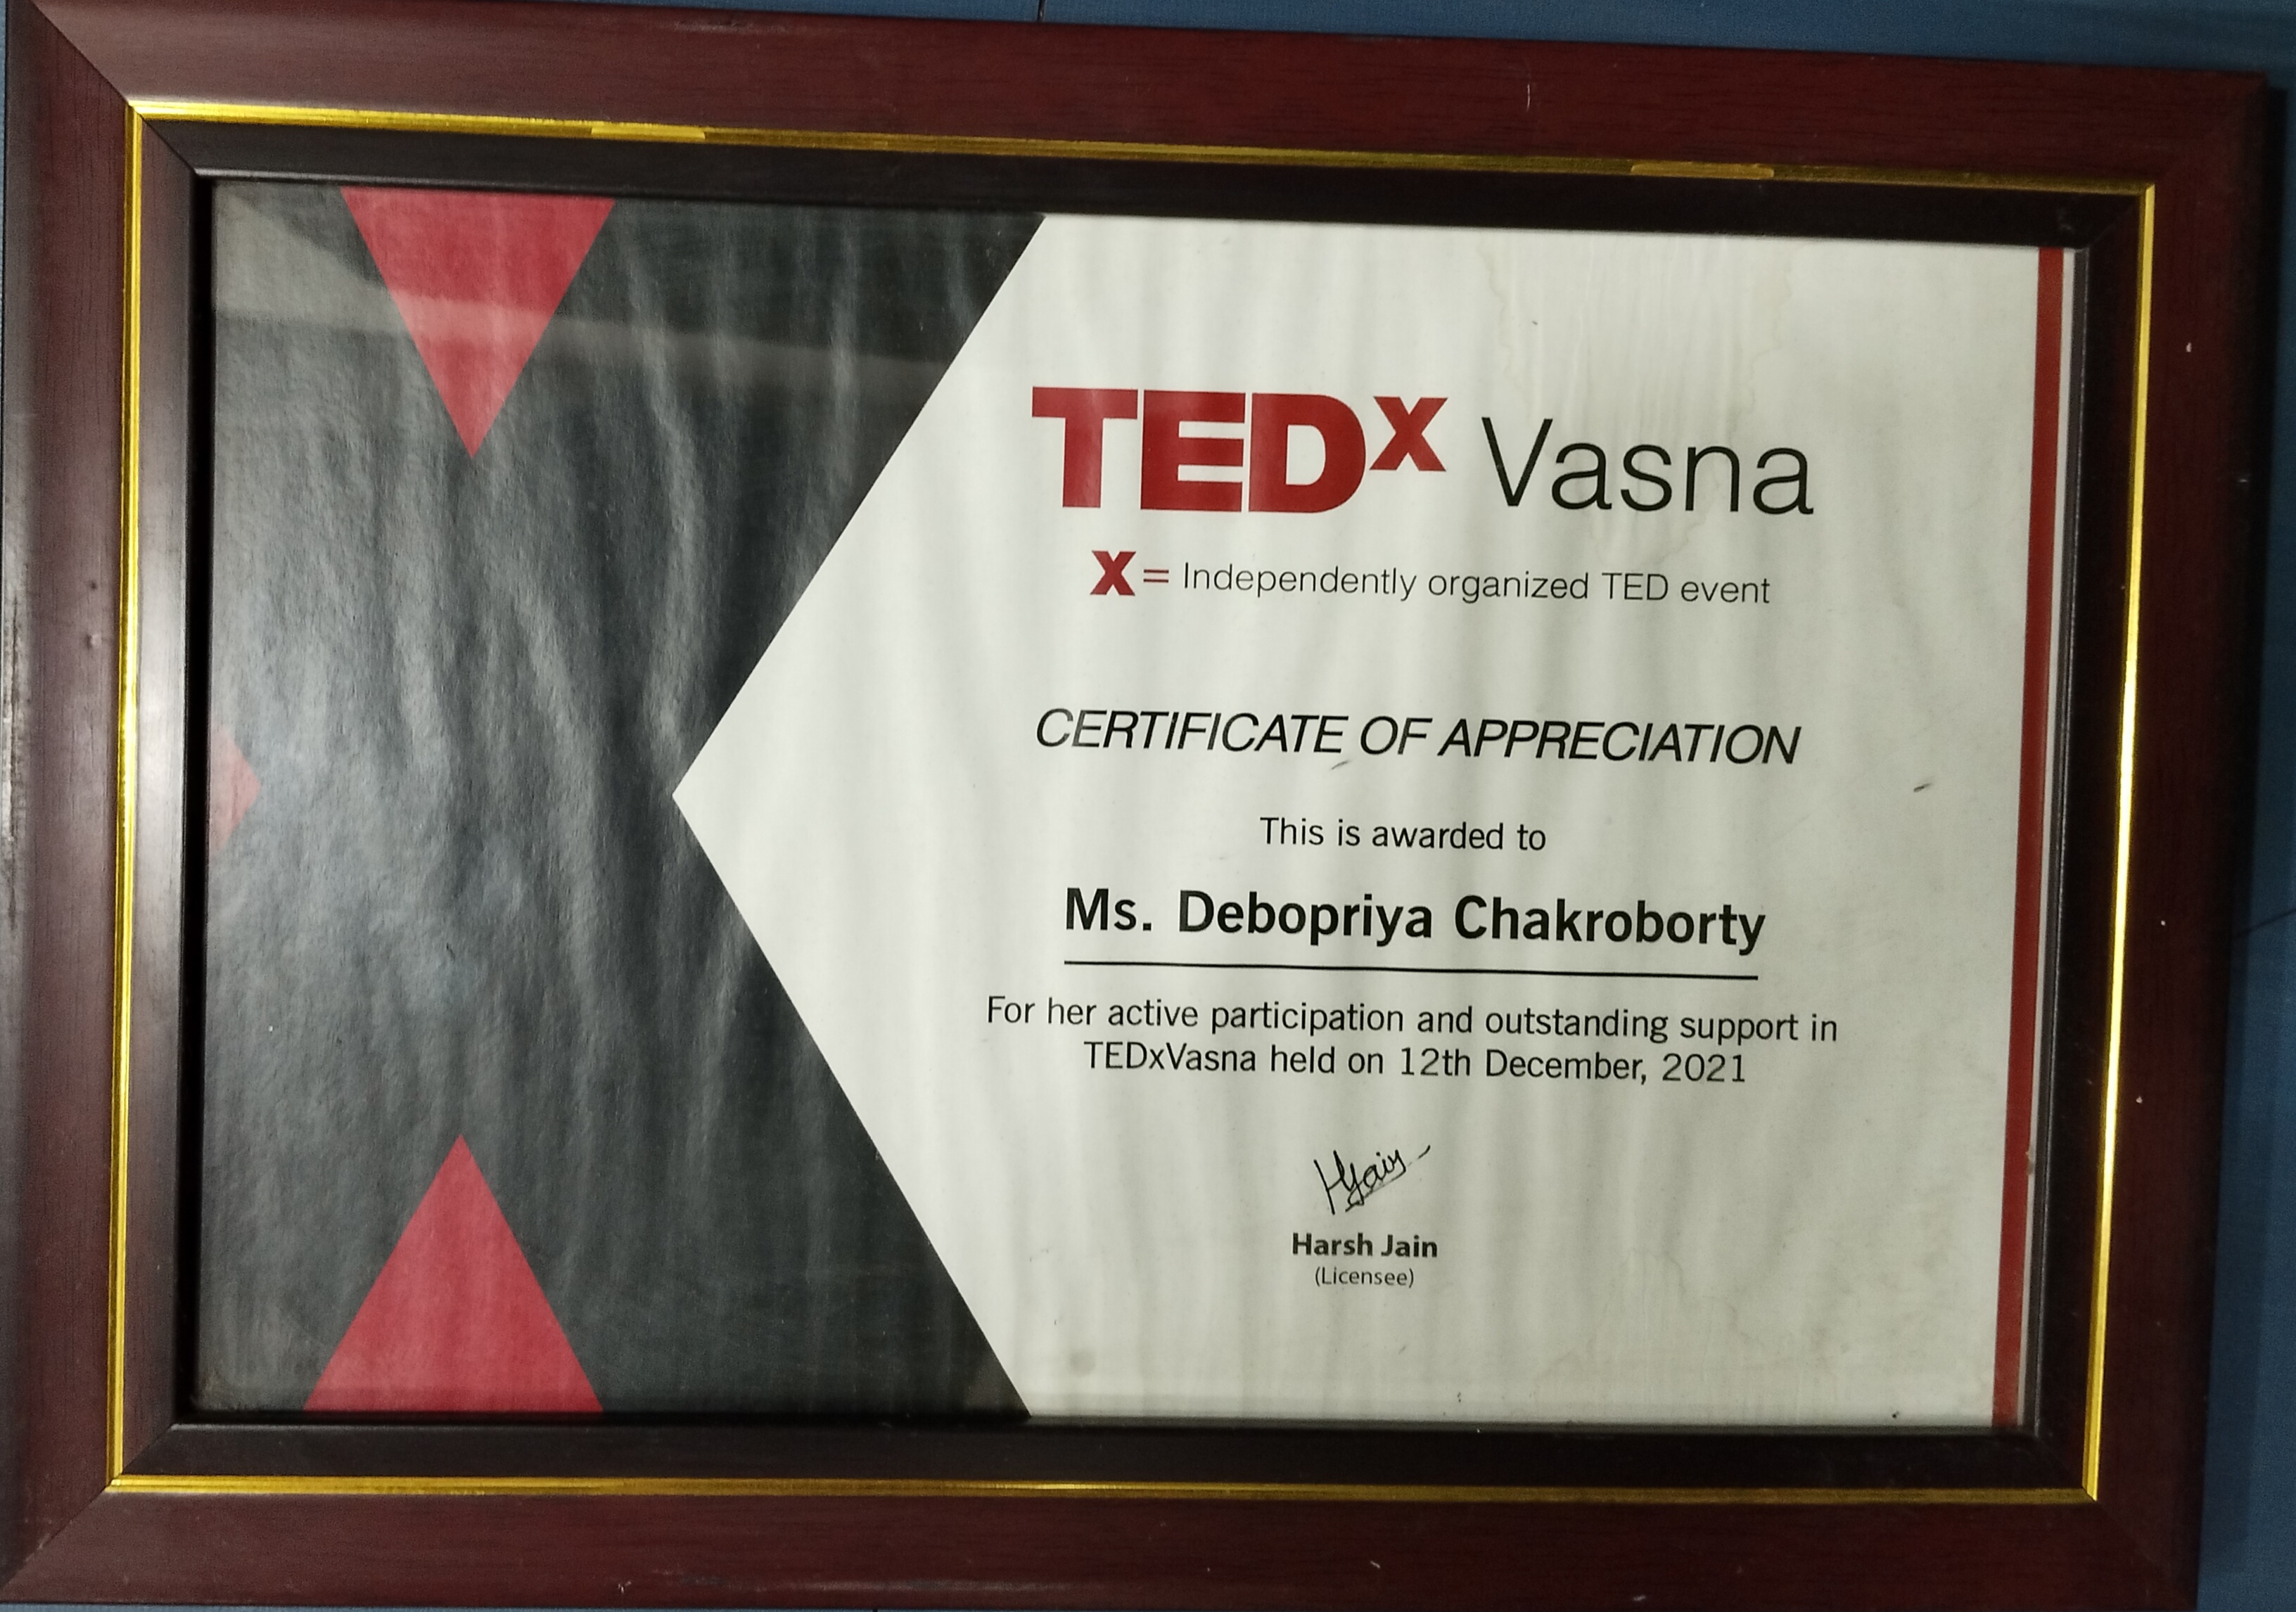 TEDx Vasna
x = Independently organized TED event
CERTIFICATE OF APPRECIATION
This is awarded to
Ms. Debopriya Chakroborty
For her active participation and outstanding support in
TEDxVasna held on 12th December, 2021
HJain
Harsh Jain
(Licensee)